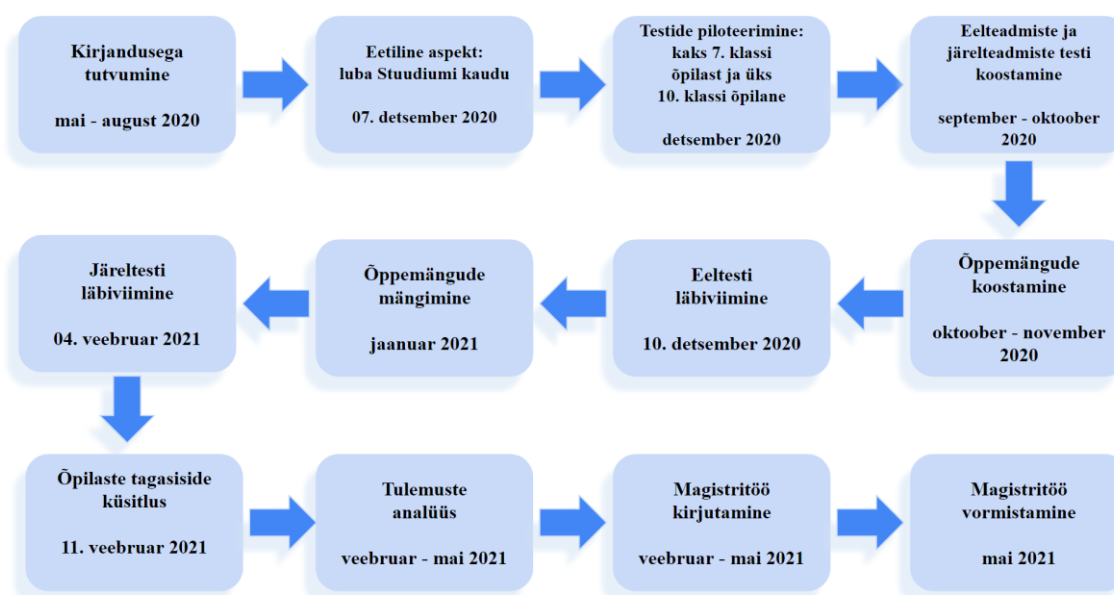 Kirjandusega
tutvumine
mai - august 2020
Eetiline aspekt:
luba Stuudiumi kaudu
07. detsember 2020
Testide piloteerimine:
kaks 7. klassi
õpilast ja üks
10. klassi õpilane
detsember 2020
Eelteadmiste ja
järelteadmiste testi
koostamine
september - oktoober
2020
Õppemängude
koostamine
oktoober - november
2020
Eeltesti
läbiviimine
10. detsember 2020
Õppemängude
mängimine
jaanuar 2021
Järeltesti
läbiviimine
04. veebruar 2021
Õpilaste tagasiside
küsitlus
11. veebruar 2021
Tulemuste
analüüs
veebruar - mai 2021
Magistritöö
kirjutamine
veebruar - mai 2021
Magistritöö
vormistamine
mai 2021